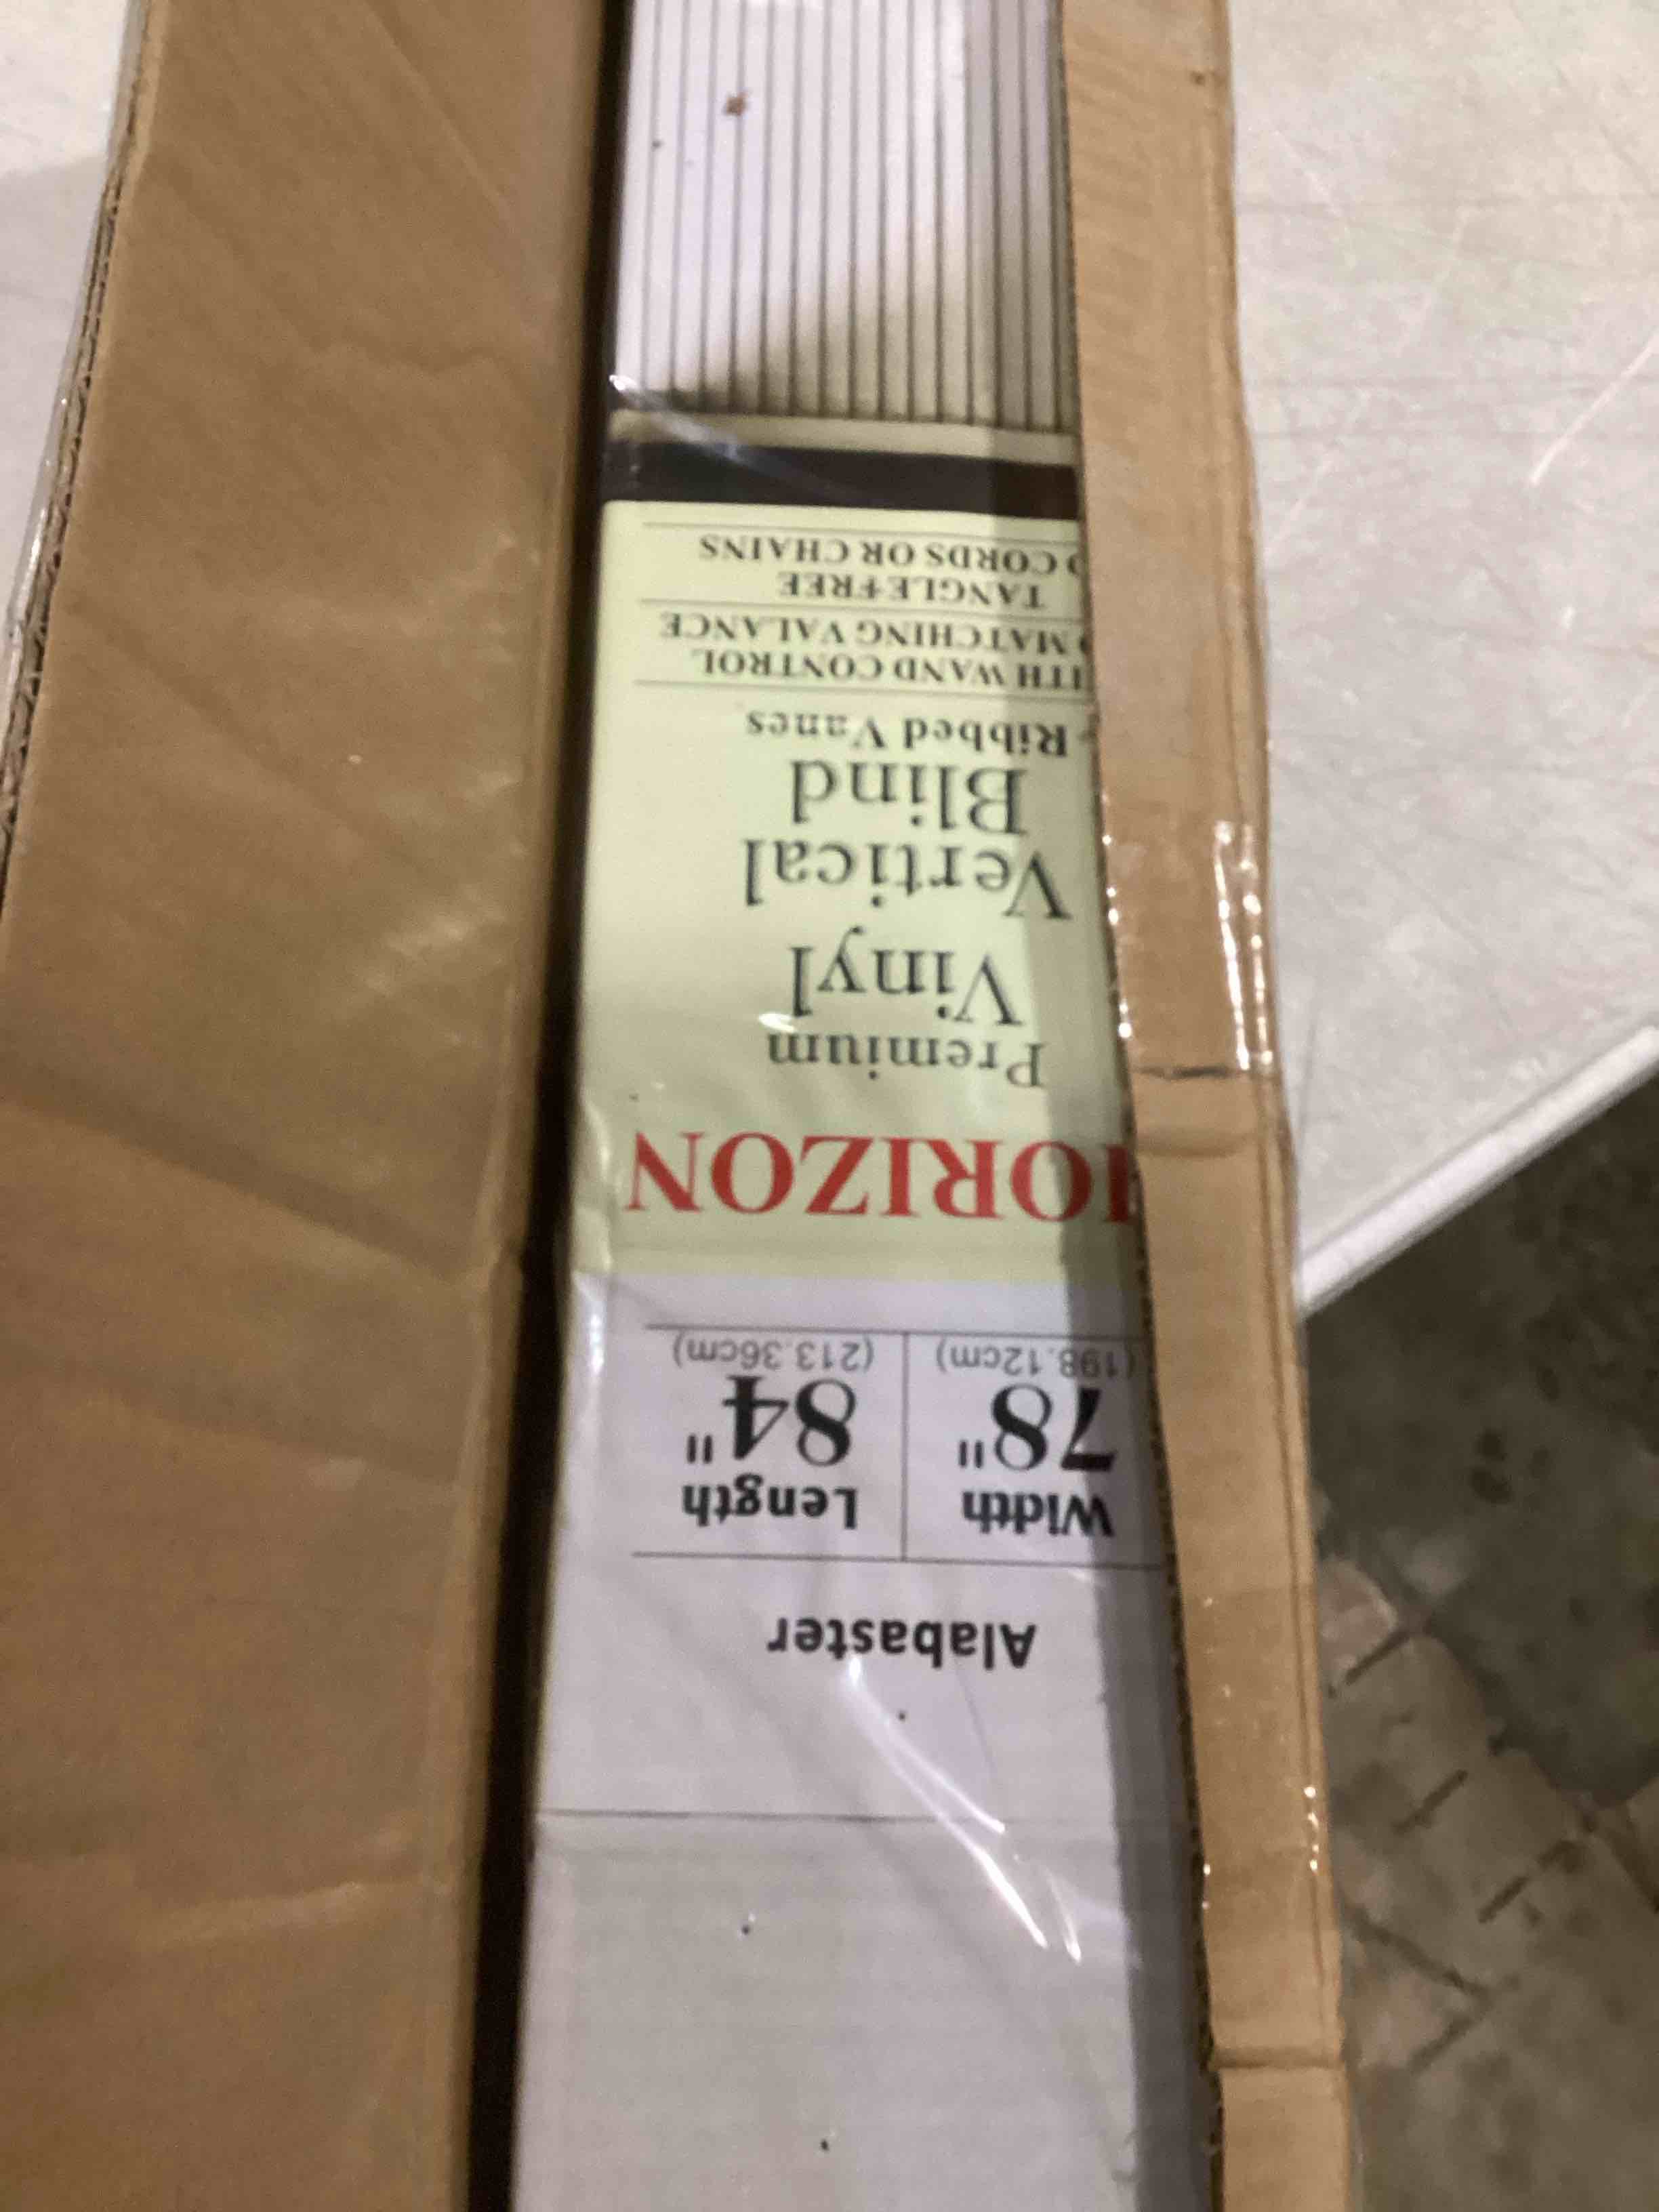 Alabaster
Width Length
78" 84"
(198.12cm) (213.36cm)
HORIZON
Premium
Vinyl
Vertical
Blind
Ribbed Vanes
ITH WAND CONTROL
MATCHING VALANCE
TANGLE-FREE
CORDS OR CHAINS